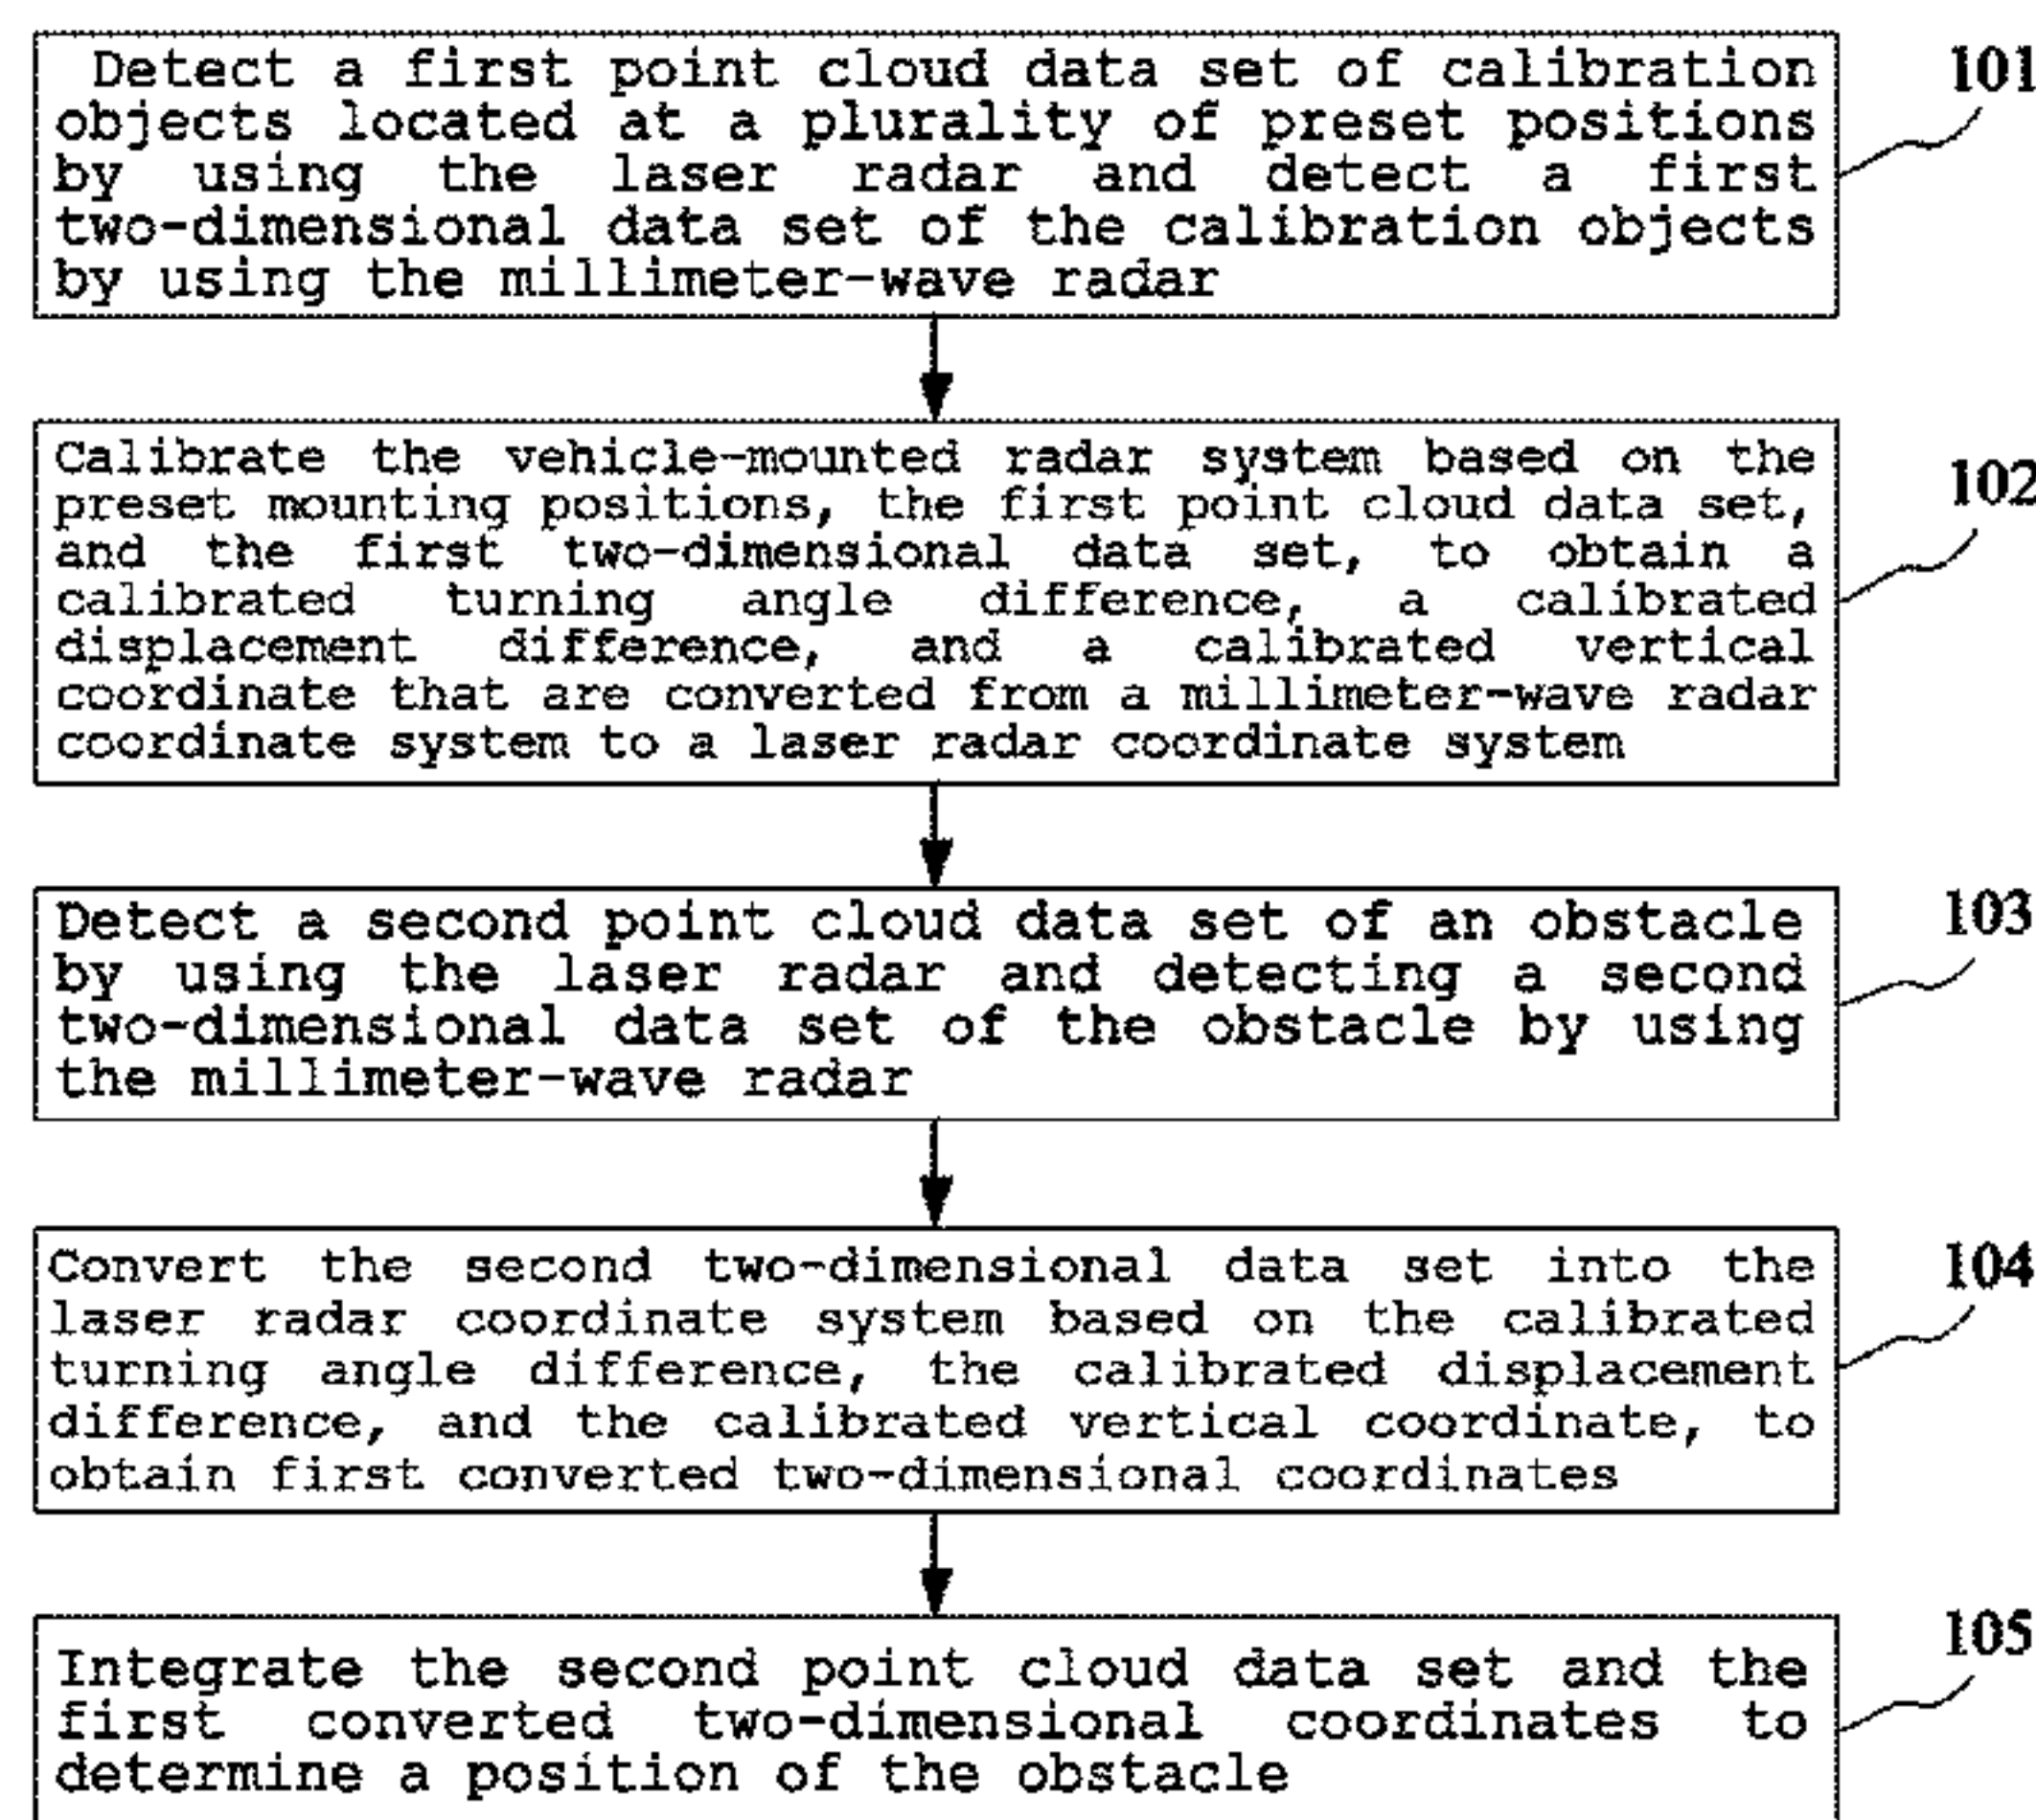 Detect a first point cloud data set of calibration
objects located at a plurality of preset positions
by using the laser radar and detect a first
two-dimensional data set of the calibration objects
by using the millimeter-wave radar
101
Calibrate the vehicle-mounted radar system based on the
preset mounting positions, the first point cloud data set,
and the first two-dimensional data set, to obtain a
calibrated turning angle difference, a calibrated
displacement difference, and a calibrated vertical
coordinate that are converted from a millimeter-wave radar
coordinate system to a laser radar coordinate system
102
Detect a second point cloud data set of an obstacle
by using the laser radar and detecting a second
two-dimensional data set of the obstacle by using
the millimeter-wave radar
103
Convert the second two-dimensional data set into the
laser radar coordinate system based on the calibrated
turning angle difference, the calibrated displacement
difference, and the calibrated vertical coordinate, to
obtain first converted two-dimensional coordinates
104
Integrate the second point cloud data set and the
first converted two-dimensional coordinates to
determine a position of the obstacle
105